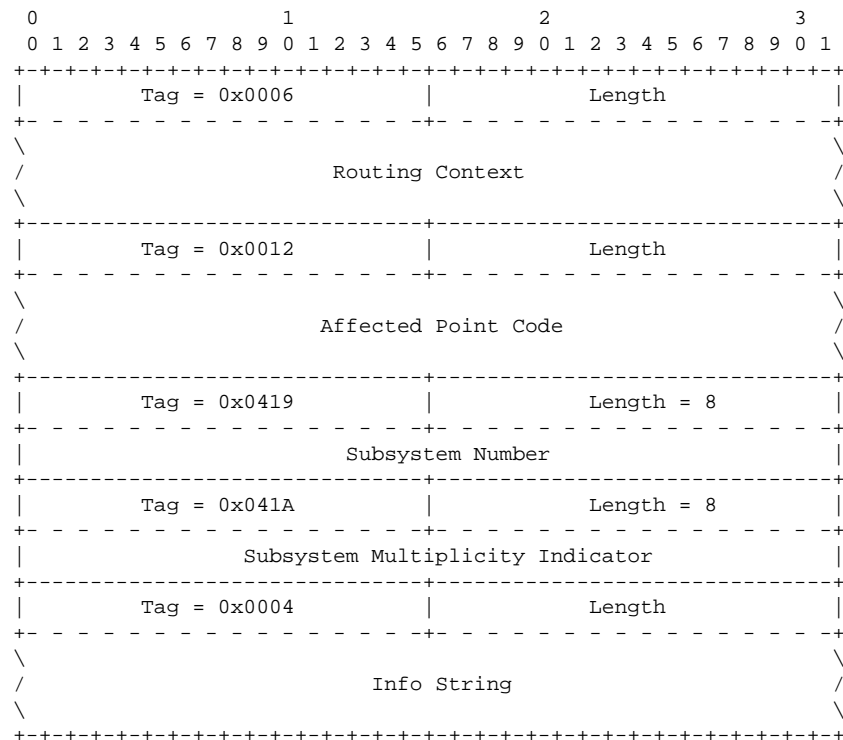 0                   1                   2                   3
0 1 2 3 4 5 6 7 8 9 0 1 2 3 4 5 6 7 8 9 0 1 2 3 4 5 6 7 8 9 0 1
+-+-+-+-+-+-+-+-+-+-+-+-+-+-+-+-+-+-+-+-+-+-+-+-+-+-+-+-+-+-+-+-+
|         Tag = 0x0006          |            Length             |
+- - - - - - - - - - - - - - - -+- - - - - - - - - - - - - - - -+
\                                                               \
/                        Routing Context                        /
\                                                               \
+-------------------------------+-------------------------------+
|         Tag = 0x0012          |            Length             |
+- - - - - - - - - - - - - - - -+- - - - - - - - - - - - - - - -+
\                                                               \
/                       Affected Point Code                     /
\                                                               \
+-------------------------------+-------------------------------+
|         Tag = 0x0419          |            Length = 8         |
+- - - - - - - - - - - - - - - -+- - - - - - - - - - - - - - - -+
|                         Subsystem Number                      |
+-------------------------------+-------------------------------+
|         Tag = 0x041A          |            Length = 8         |
+- - - - - - - - - - - - - - - -+- - - - - - - - - - - - - - - -+
|                 Subsystem Multiplicity Indicator              |
+-------------------------------+-------------------------------+
|         Tag = 0x0004          |            Length             |
+- - - - - - - - - - - - - - - -+- - - - - - - - - - - - - - - -+
\                                                               \
/                           Info String                         /
\                                                               \
+-+-+-+-+-+-+-+-+-+-+-+-+-+-+-+-+-+-+-+-+-+-+-+-+-+-+-+-+-+-+-+-+